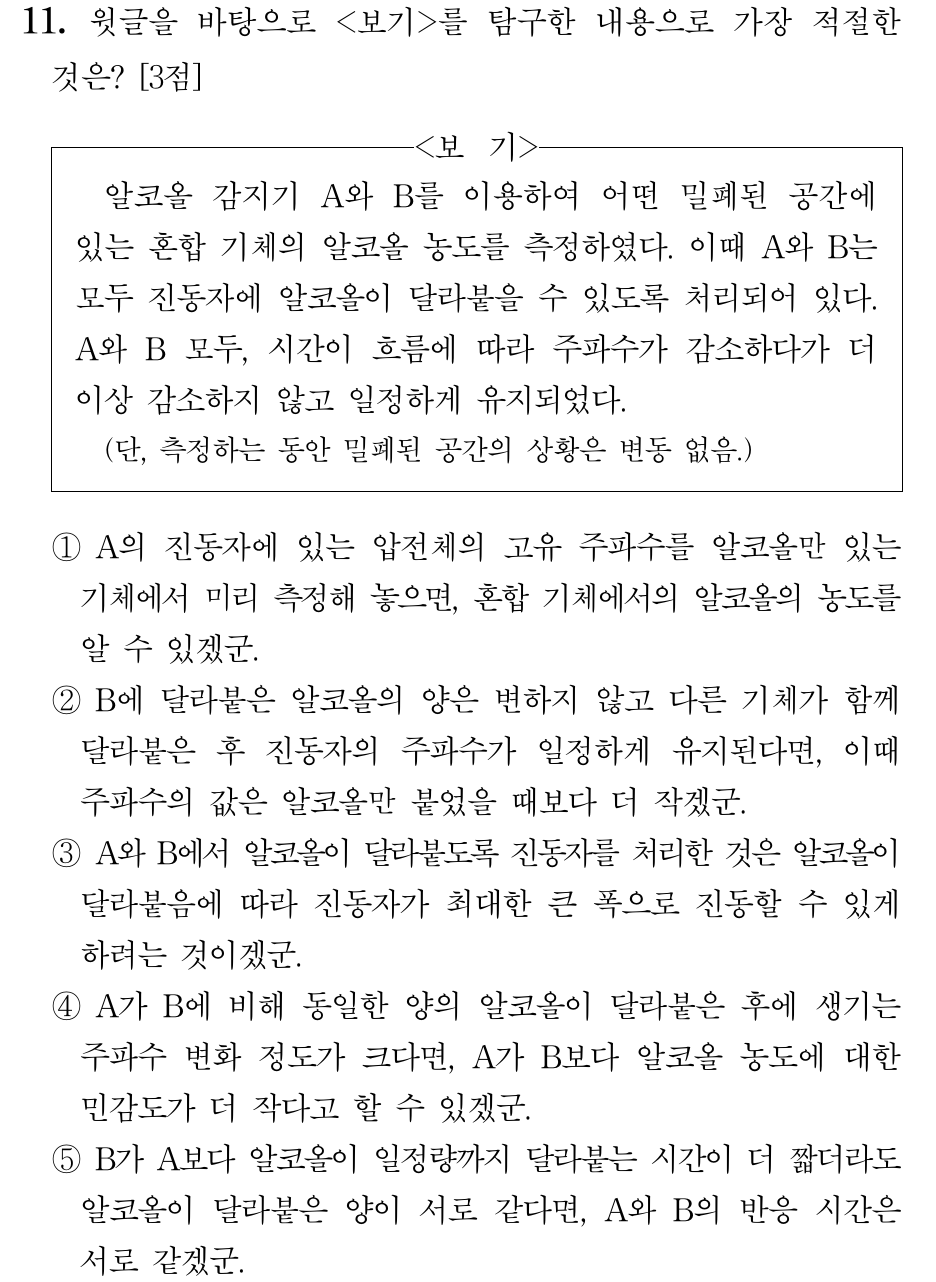 11. 윗글을 바탕으로 <보기>를 탐구한 내용으로 가장 적절한
것은? [3점]
<보 기>
알코올 감지기 A와 B를 이용하여 어떤 밀폐된 공간에
있는 혼합 기체의 알코올 농도를 측정하였다. 이때 A와 B는
모두 진동자에 알코올이 달라붙을 수 있도록 처리되어 있다.
A와 B 모두, 시간이 흐름에 따라 주파수가 감소하다가 더
이상 감소하지 않고 일정하게 유지되었다.
(단, 측정하는 동안 밀폐된 공간의 상황은 변동 없음.)
① A의 진동자에 있는 압전체의 고유 주파수를 알코올만 있는
기체에서 미리 측정해 놓으면, 혼합 기체에서의 알코올의 농도를
알 수 있겠군.
② B에 달라붙은 알코올의 양은 변하지 않고 다른 기체가 함께
달라붙은 후 진동자의 주파수가 일정하게 유지된다면, 이때
주파수의 값은 알코올만 붙었을 때보다 더 작겠군.
③ A와 B에서 알코올이 달라붙도록 진동자를 처리한 것은 알코올이
달라붙음에 따라 진동자가 최대한 큰 폭으로 진동할 수 있게
하려는 것이겠군.
④ A가 B에 비해 동일한 양의 알코올이 달라붙은 후에 생기는
주파수 변화 정도가 크다면, A가 B보다 알코올 농도에 대한
민감도가 더 작다고 할 수 있겠군.
⑤ B가 A보다 알코올이 일정량까지 달라붙는 시간이 더 짧더라도
알코올이 달라붙은 양이 서로 같다면, A와 B의 반응 시간은
서로 같겠군.